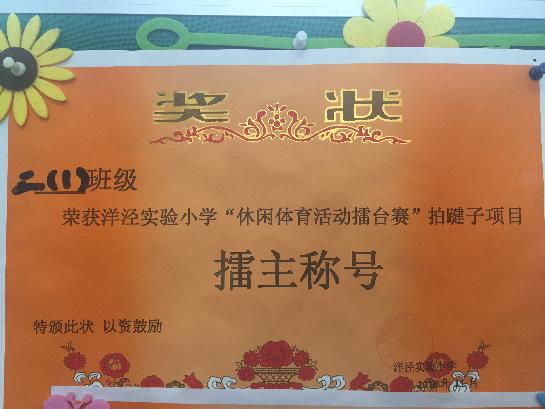 奖状
二(1)班级
荣获洋泾实验小学“休闲体育活动擂台赛”拍踺子项目
擂主称号
特颁此状 以资鼓励
洋泾实验小学